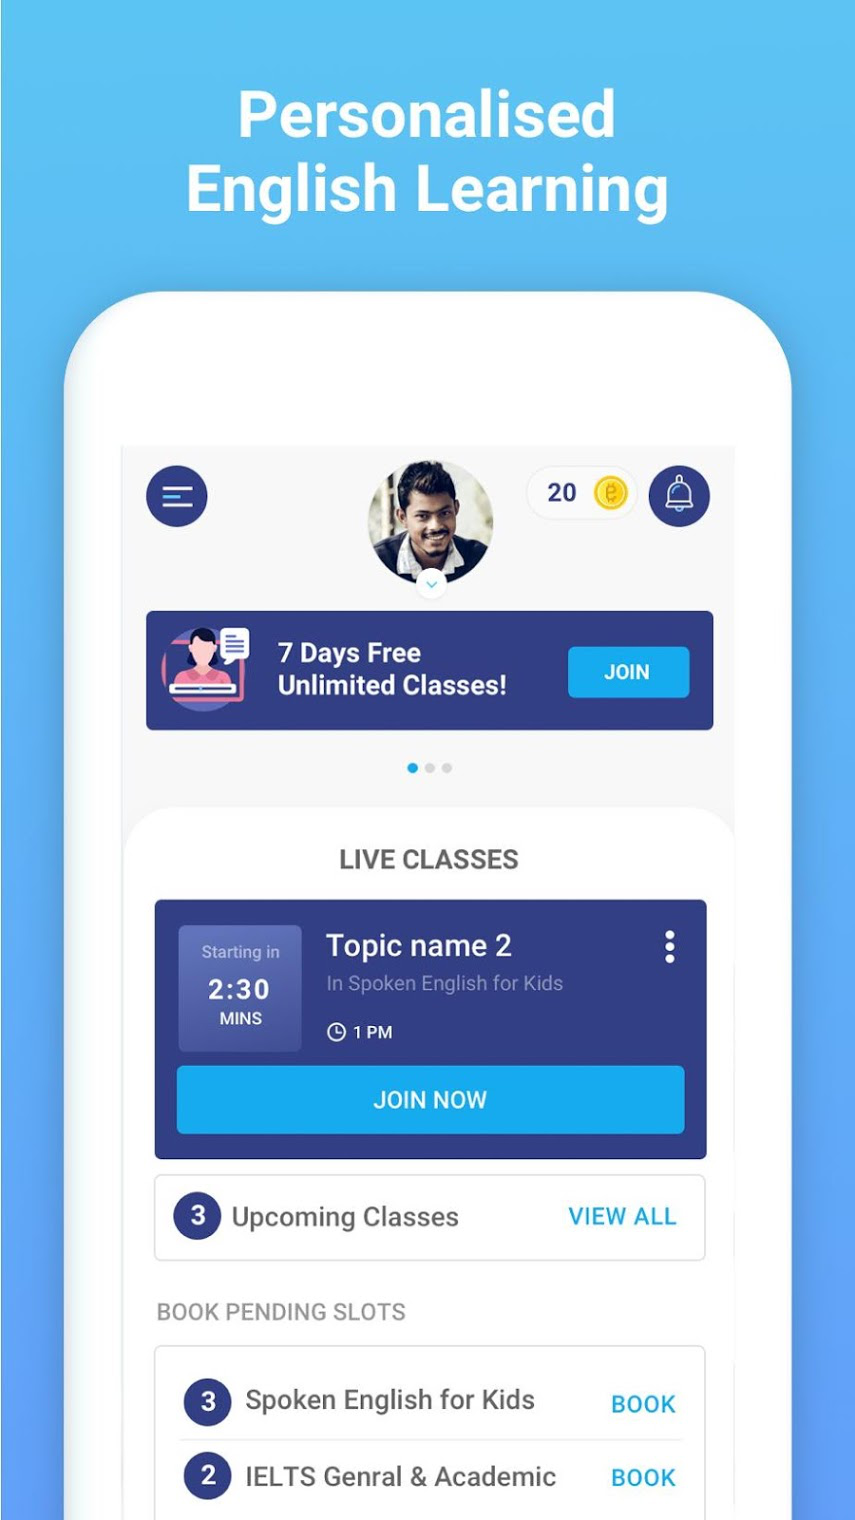 Personalised
English Learning
20
7 Days Free
Unlimited Classes!
JOIN
LIVE CLASSES
Starting in
2:30
MINS
Topic name 2
In Spoken English for Kids
1 PM
JOIN NOW
3 Upcoming Classes VIEW ALL
BOOK PENDING SLOTS
3 Spoken English for Kids BOOK
2 IELTS Genral & Academic BOOK